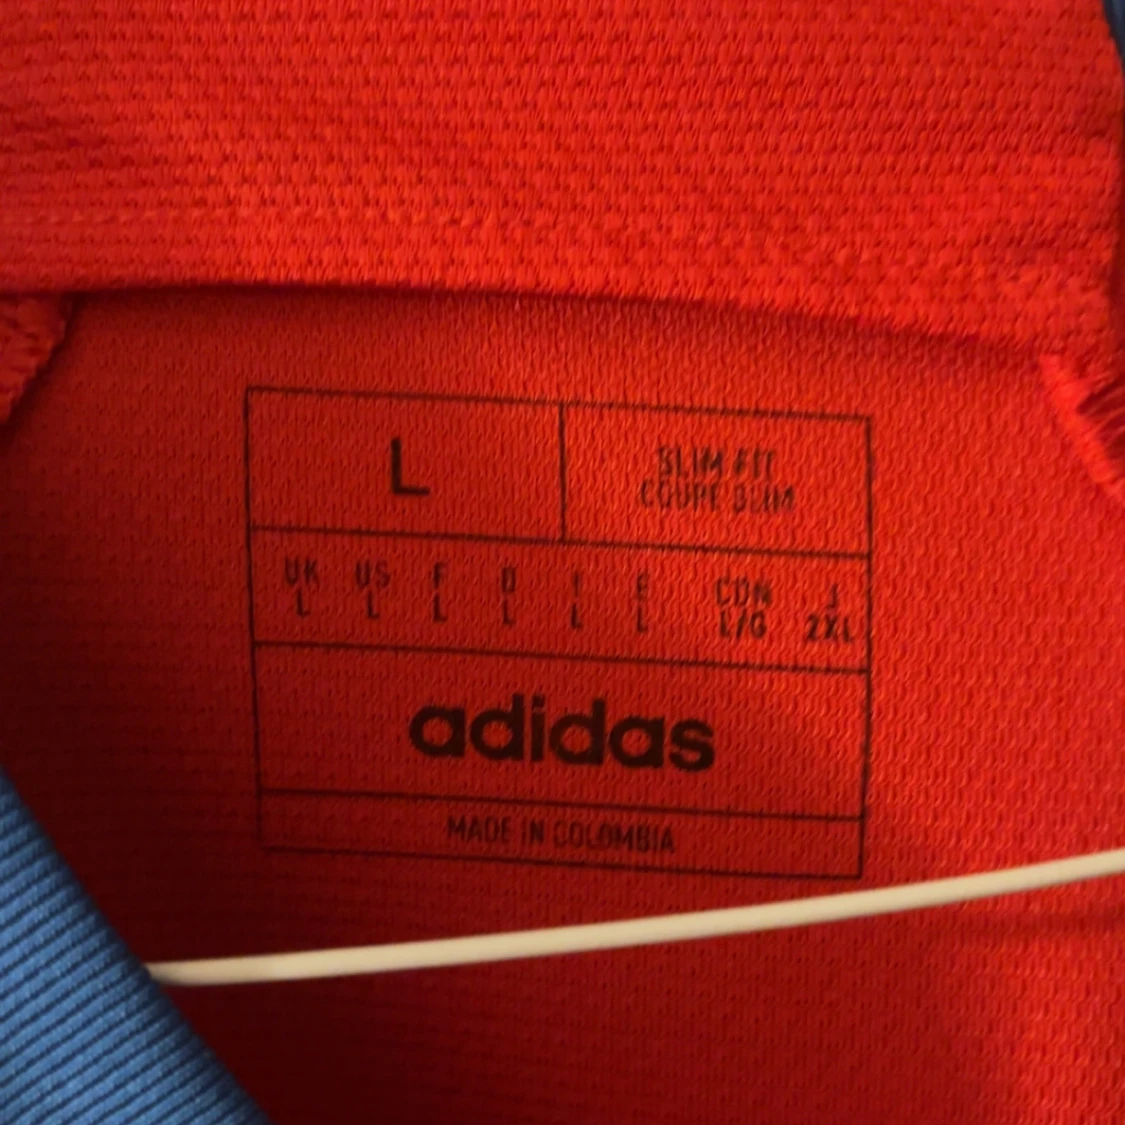 L
SLIM FIT
COUPE SLIM
UK US F D I E CDN J
L L L L L L L/G 2XL
adidas
MADE IN COLOMBIA